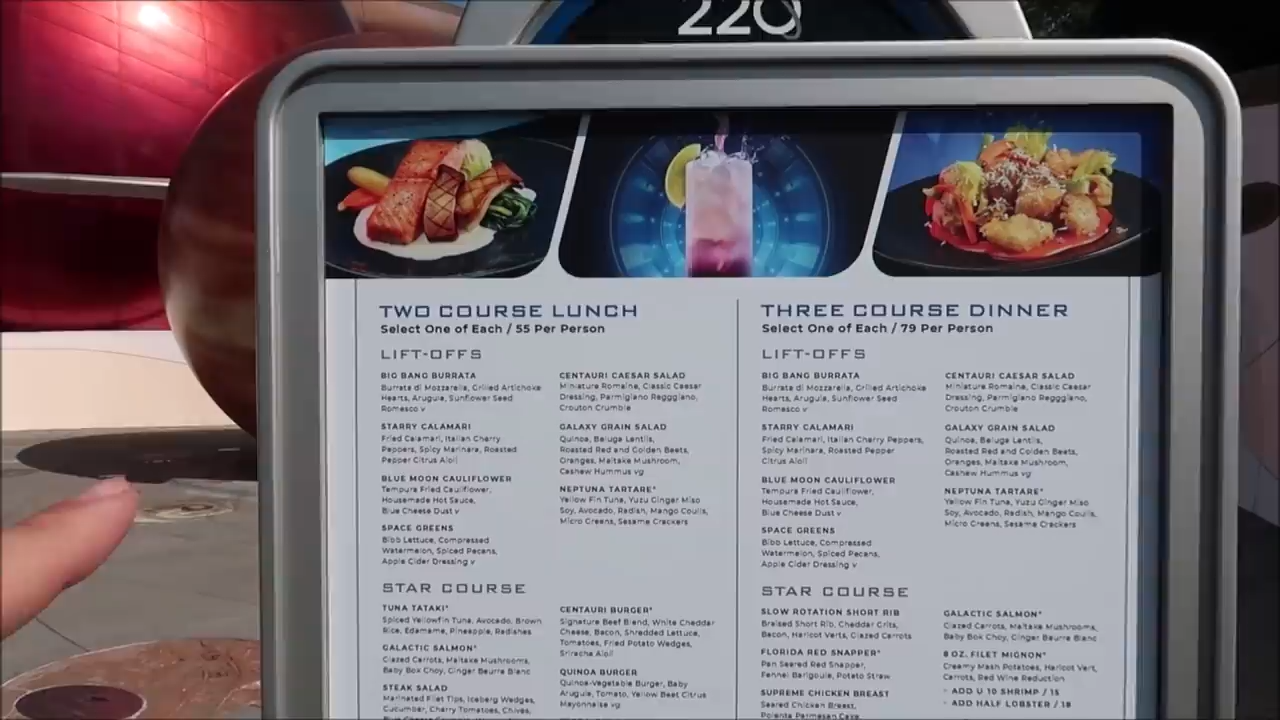 220
TWO COURSE LUNCH
Select One of Each / 55 Per Person
LIFT-OFFS
BIG BANG BURRATA
Burrata di Mozzarella, Grilled Artichoke
Hearts, Arugula, Sunflower Seed
Romesco v
STARRY CALAMARI
Fried Calamari, Italian Cherry
Peppers, Spicy Marinara, Roasted
Pepper Citrus Aioli
BLUE MOON CAULIFLOWER
Tempura Fried Cauliflower,
Housemade Hot Sauce,
Blue Cheese Dust v
SPACE GREENS
Bibb Lettuce, Compressed
Watermelon, Spiced Pecans,
Apple Cider Dressing v
CENTAURI CAESAR SALAD
Miniature Romaine, Classic Caesar
Dressing, Parmigiano Regggiano,
Crouton Crumble
GALAXY GRAIN SALAD
Quinoa, Beluga Lentils,
Roasted Red and Golden Beets,
Oranges, Maitake Mushroom,
Cashew Hummus vg
NEPTUNA TARTARE*
Yellow Fin Tuna, Yuzu Ginger Miso
Soy, Avocado, Radish, Mango Coulis,
Micro Greens, Sesame Crackers
STAR COURSE
TUNA TATAKI*
Spiced Yellowfin Tuna, Avocado, Brown
Rice, Edamame, Pineapple, Radishes
GALACTIC SALMON*
Glazed Carrots, Maitake Mushrooms,
Baby Bok Choy, Ginger Beurre Blanc
STEAK SALAD
Marinated Filet Tips, Iceberg Wedges,
Cucumber, Cherry Tomatoes, Chives,
CENTAURI BURGER*
Signature Beef Blend, White Cheddar
Cheese, Bacon, Shredded Lettuce,
Tomatoes, Fried Potato Wedges,
Sriracha Aioli
QUINOA BURGER
Quinoa-Vegetable Burger, Baby
Arugula, Tomato, Yellow Beet Citrus
Mayonnaise vg
THREE COURSE DINNER
Select One of Each / 79 Per Person
LIFT-OFFS
BIG BANG BURRATA
Burrata di Mozzarella, Grilled Artichoke
Hearts, Arugula, Sunflower Seed
Romesco v
STARRY CALAMARI
Fried Calamari, Italian Cherry Peppers,
Spicy Marinara, Roasted Pepper
Citrus Aioli
BLUE MOON CAULIFLOWER
Tempura Fried Cauliflower,
Housemade Hot Sauce,
Blue Cheese Dust v
SPACE GREENS
Bibb Lettuce, Compressed
Watermelon, Spiced Pecans,
Apple Cider Dressing v
CENTAURI CAESAR SALAD
Miniature Romaine, Classic Caesar
Dressing, Parmigiano Regggiano,
Crouton Crumble
GALAXY GRAIN SALAD
Quinoa, Beluga Lentils,
Roasted Red and Golden Beets,
Oranges, Maitake Mushroom,
Cashew Hummus vg
NEPTUNA TARTARE*
Yellow Fin Tuna, Yuzu Ginger Miso
Soy, Avocado, Radish, Mango Coulis,
Micro Greens, Sesame Crackers
STAR COURSE
SLOW ROTATION SHORT RIB
Braised Short Rib, Cheddar Grits,
Bacon, Haricot Verts, Glazed Carrots
FLORIDA RED SNAPPER*
Pan Seared Red Snapper,
Fennel Barigoule, Potato Straw
SUPREME CHICKEN BREAST
Seared Chicken Breast,
Polenta Parmesan Cake
GALACTIC SALMON*
Glazed Carrots, Maitake Mushrooms,
Baby Bok Choy, Ginger Beurre Blanc
8 OZ. FILET MIGNON*
Creamy Mash Potatoes, Haricot Vert,
Carrots, Red Wine Reduction
- ADD U 10 SHRIMP / 15
- ADD HALF LOBSTER / 18